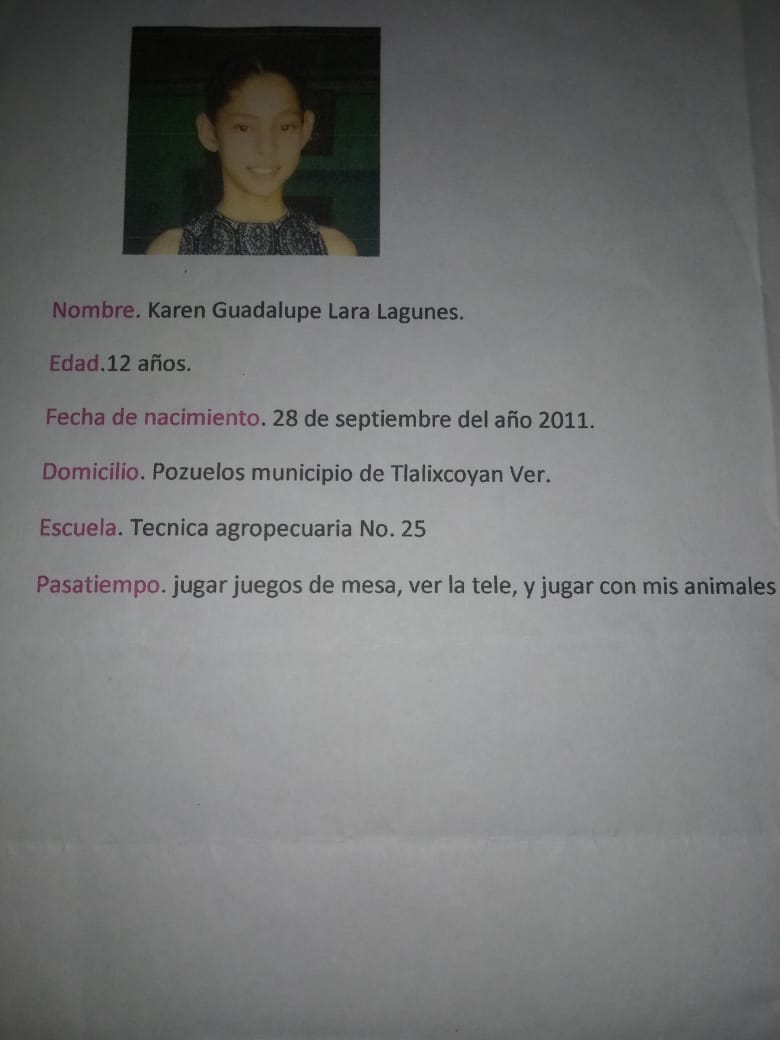 Nombre. Karen Guadalupe Lara Lagunes.
Edad.12 años.
Fecha de nacimiento. 28 de septiembre del año 2011.
Domicilio. Pozuelos municipio de Tlalixcoyan Ver.
Escuela. Tecnica agropecuaria No. 25
Pasatiempo. jugar juegos de mesa, ver la tele, y jugar con mis animales